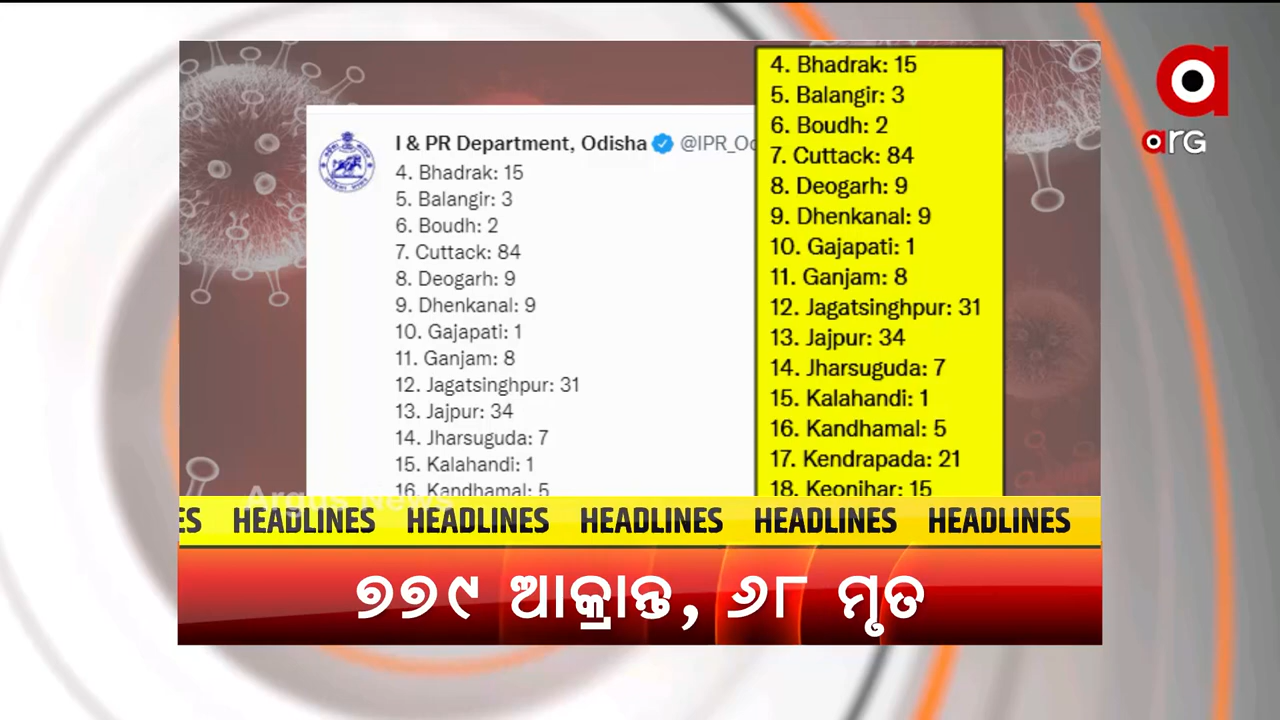 I & PR Department, Odisha @IPR_Od
4. Bhadrak: 15
5. Balangir: 3
6. Boudh: 2
7. Cuttack: 84
8. Deogarh: 9
9. Dhenkanal: 9
10. Gajapati: 1
11. Ganjam: 8
12. Jagatsinghpur: 31
13. Jajpur: 34
14. Jharsuguda: 7
15. Kalahandi: 1
16. Kandhamal: 5
4. Bhadrak: 15
5. Balangir: 3
6. Boudh: 2
7. Cuttack: 84
8. Deogarh: 9
9. Dhenkanal: 9
10. Gajapati: 1
11. Ganjam: 8
12. Jagatsinghpur: 31
13. Jajpur: 34
14. Jharsuguda: 7
15. Kalahandi: 1
16. Kandhamal: 5
17. Kendrapada: 21
18. Keonjhar: 15
a
arG
Argus News
ES HEADLINES HEADLINES HEADLINES HEADLINES HEADLINES
୭୭୯ ଆକ୍ରାନ୍ତ, ୬୮ ମୃତ